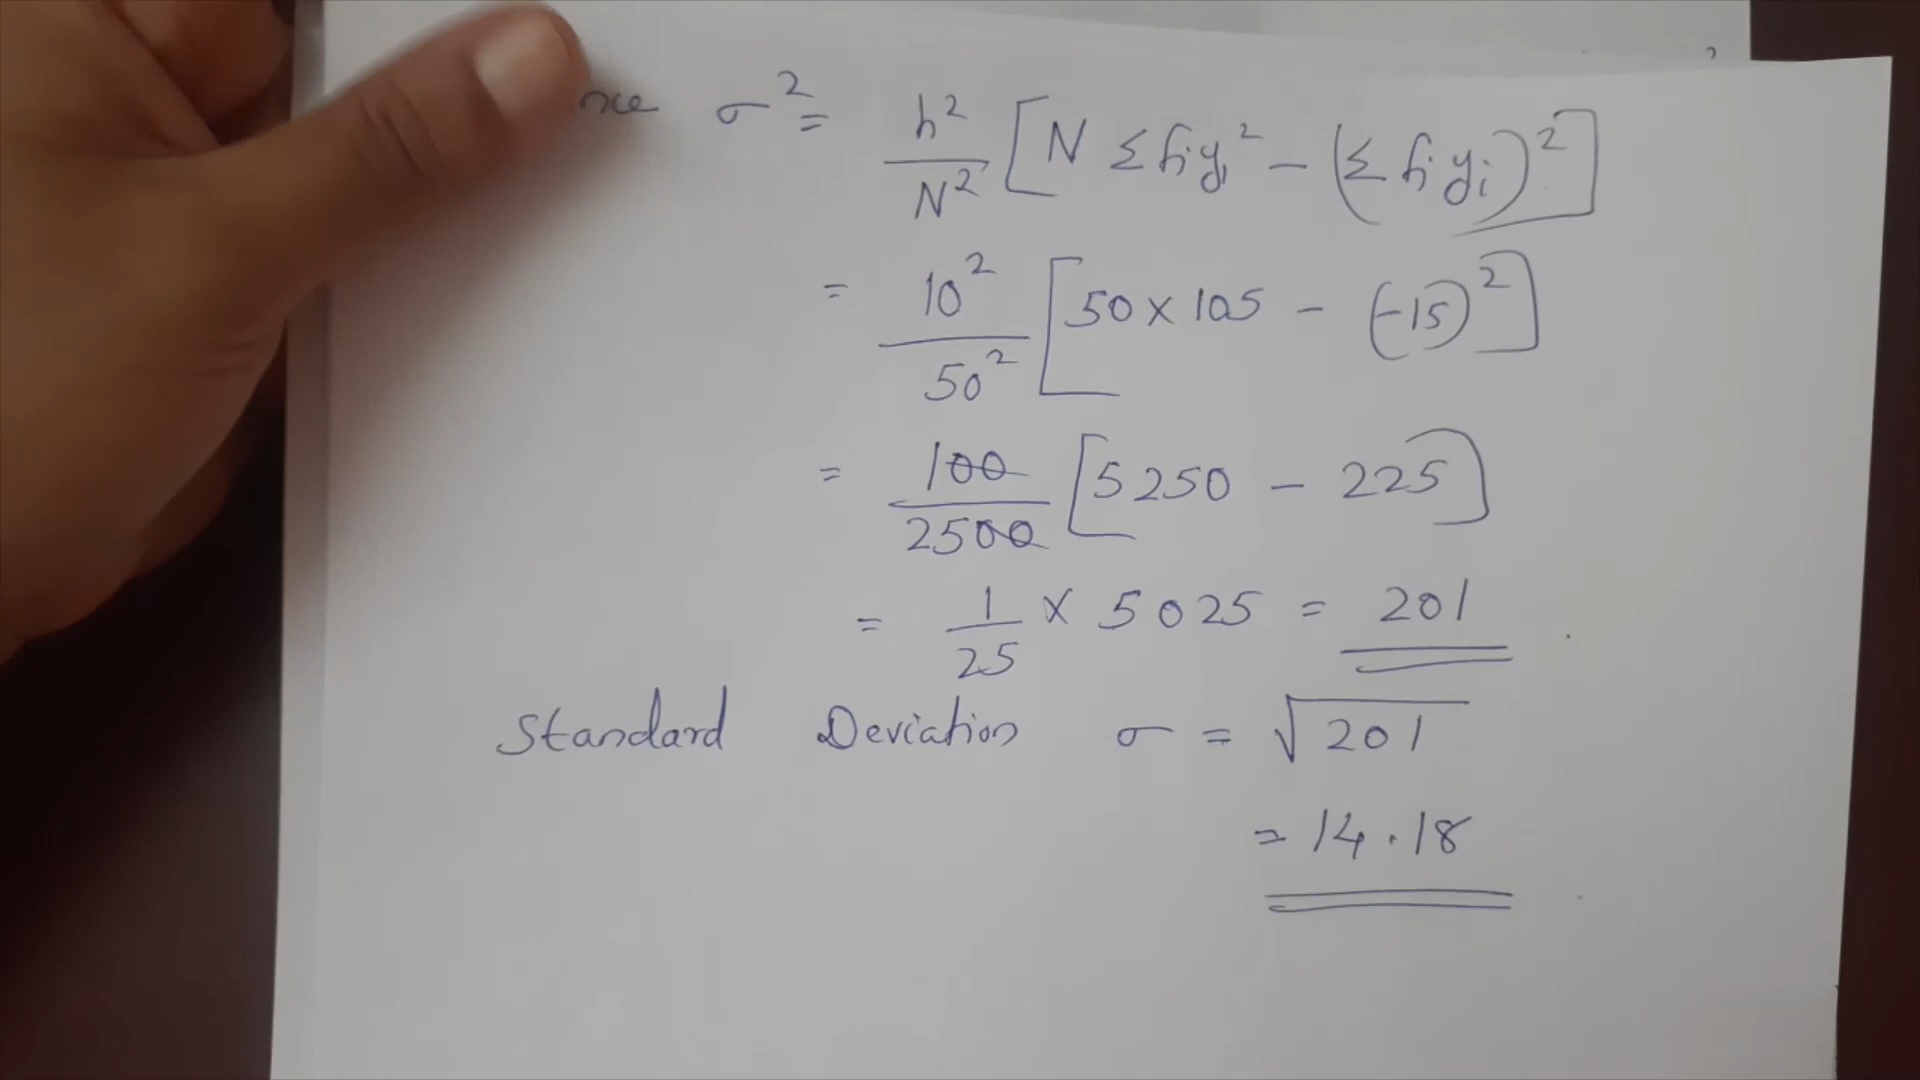 σ² = h²/N² [N Σfiyi² - (Σfiyi)²]
= 10²/50² [50 × 105 - (-15)²]
= 100/2500 [5250 - 225]
= 1/25 × 5025 = 201
Standard Deviation σ = √201
= 14.18